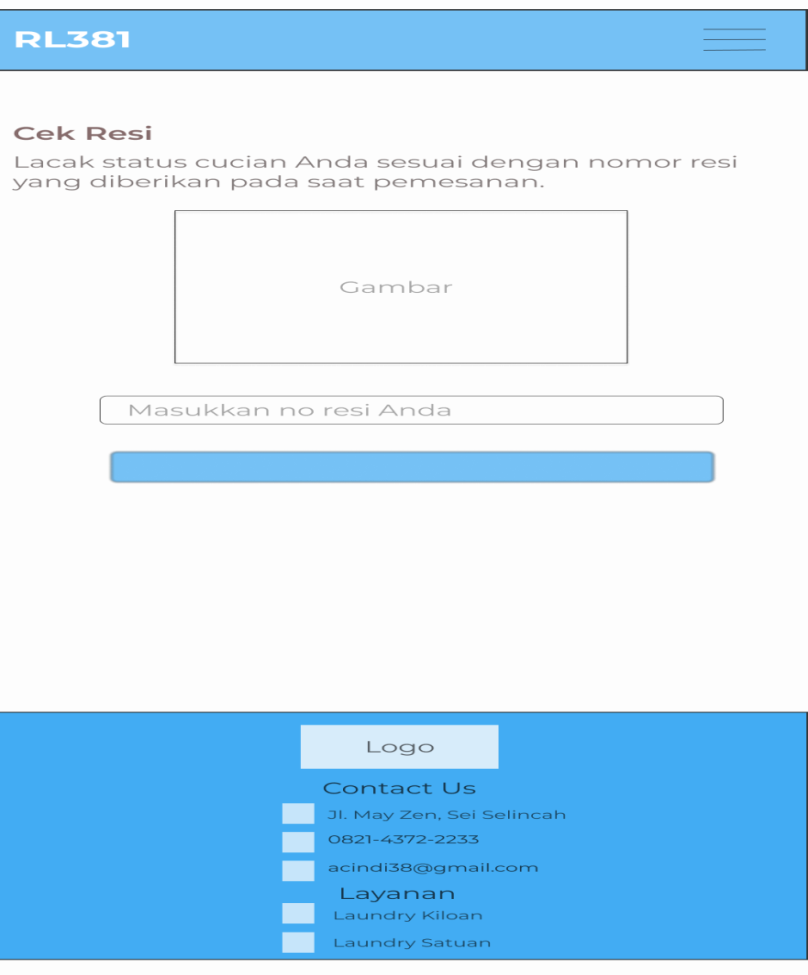 RL381
Cek Resi
Lacak status cucian Anda sesuai dengan nomor resi
yang diberikan pada saat pemesanan.
Gambar
Masukkan no resi Anda
Logo
Contact Us
Jl. May Zen, Sei Selincah
0821-4372-2233
acindi38@gmail.com
Layanan
Laundry Kiloan
Laundry Satuan